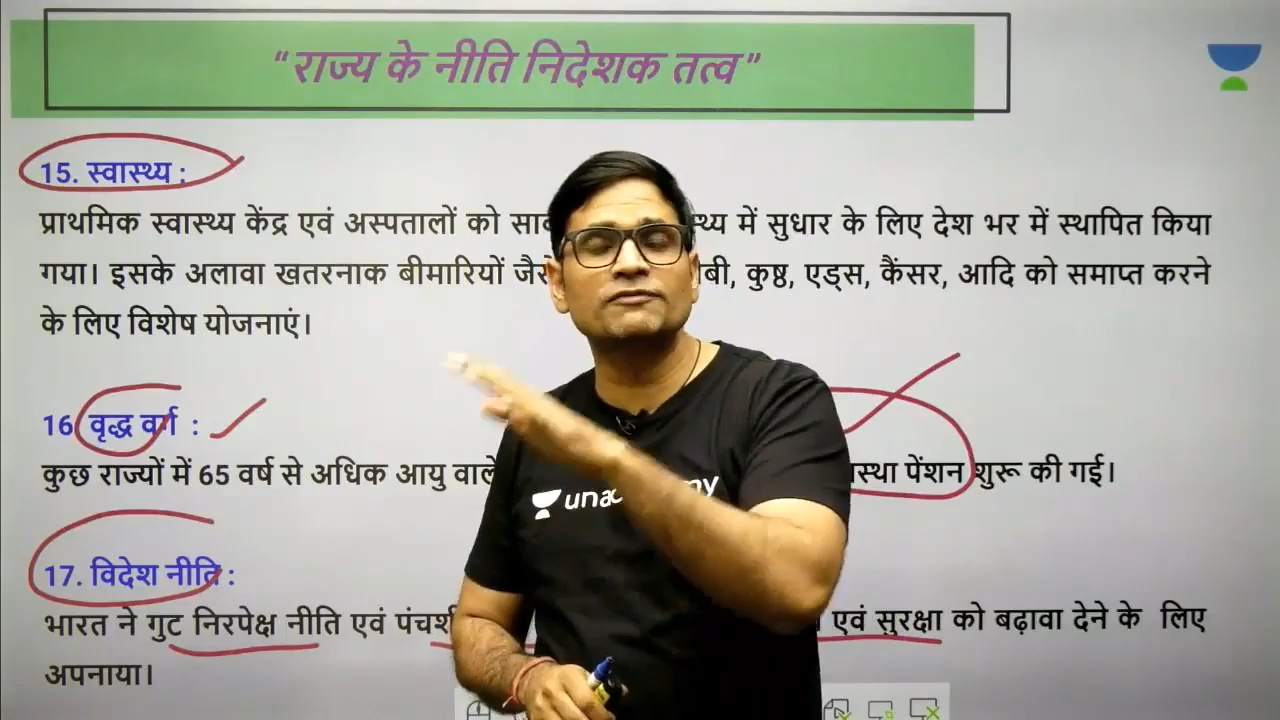 “राज्य के नीति निदेशक तत्व”
15. स्वास्थ्य :
प्राथमिक स्वास्थ्य केंद्र एवं अस्पतालों को में सुधार के लिए देश भर में स्थापित किया
गया। इसके अलावा खतरनाक बीमारियों कुष्ठ, एड्स, कैंसर, आदि को समाप्त करने
के लिए विशेष योजनाएं।
16 वृद्ध वर्ग :
कुछ राज्यों में 65 वर्ष से अधिक आयु वाले पेंशन शुरू की गई।
unacademy
17. विदेश नीति :
भारत ने गुट निरपेक्ष नीति एवं एवं सुरक्षा को बढ़ावा देने के लिए
अपनाया।